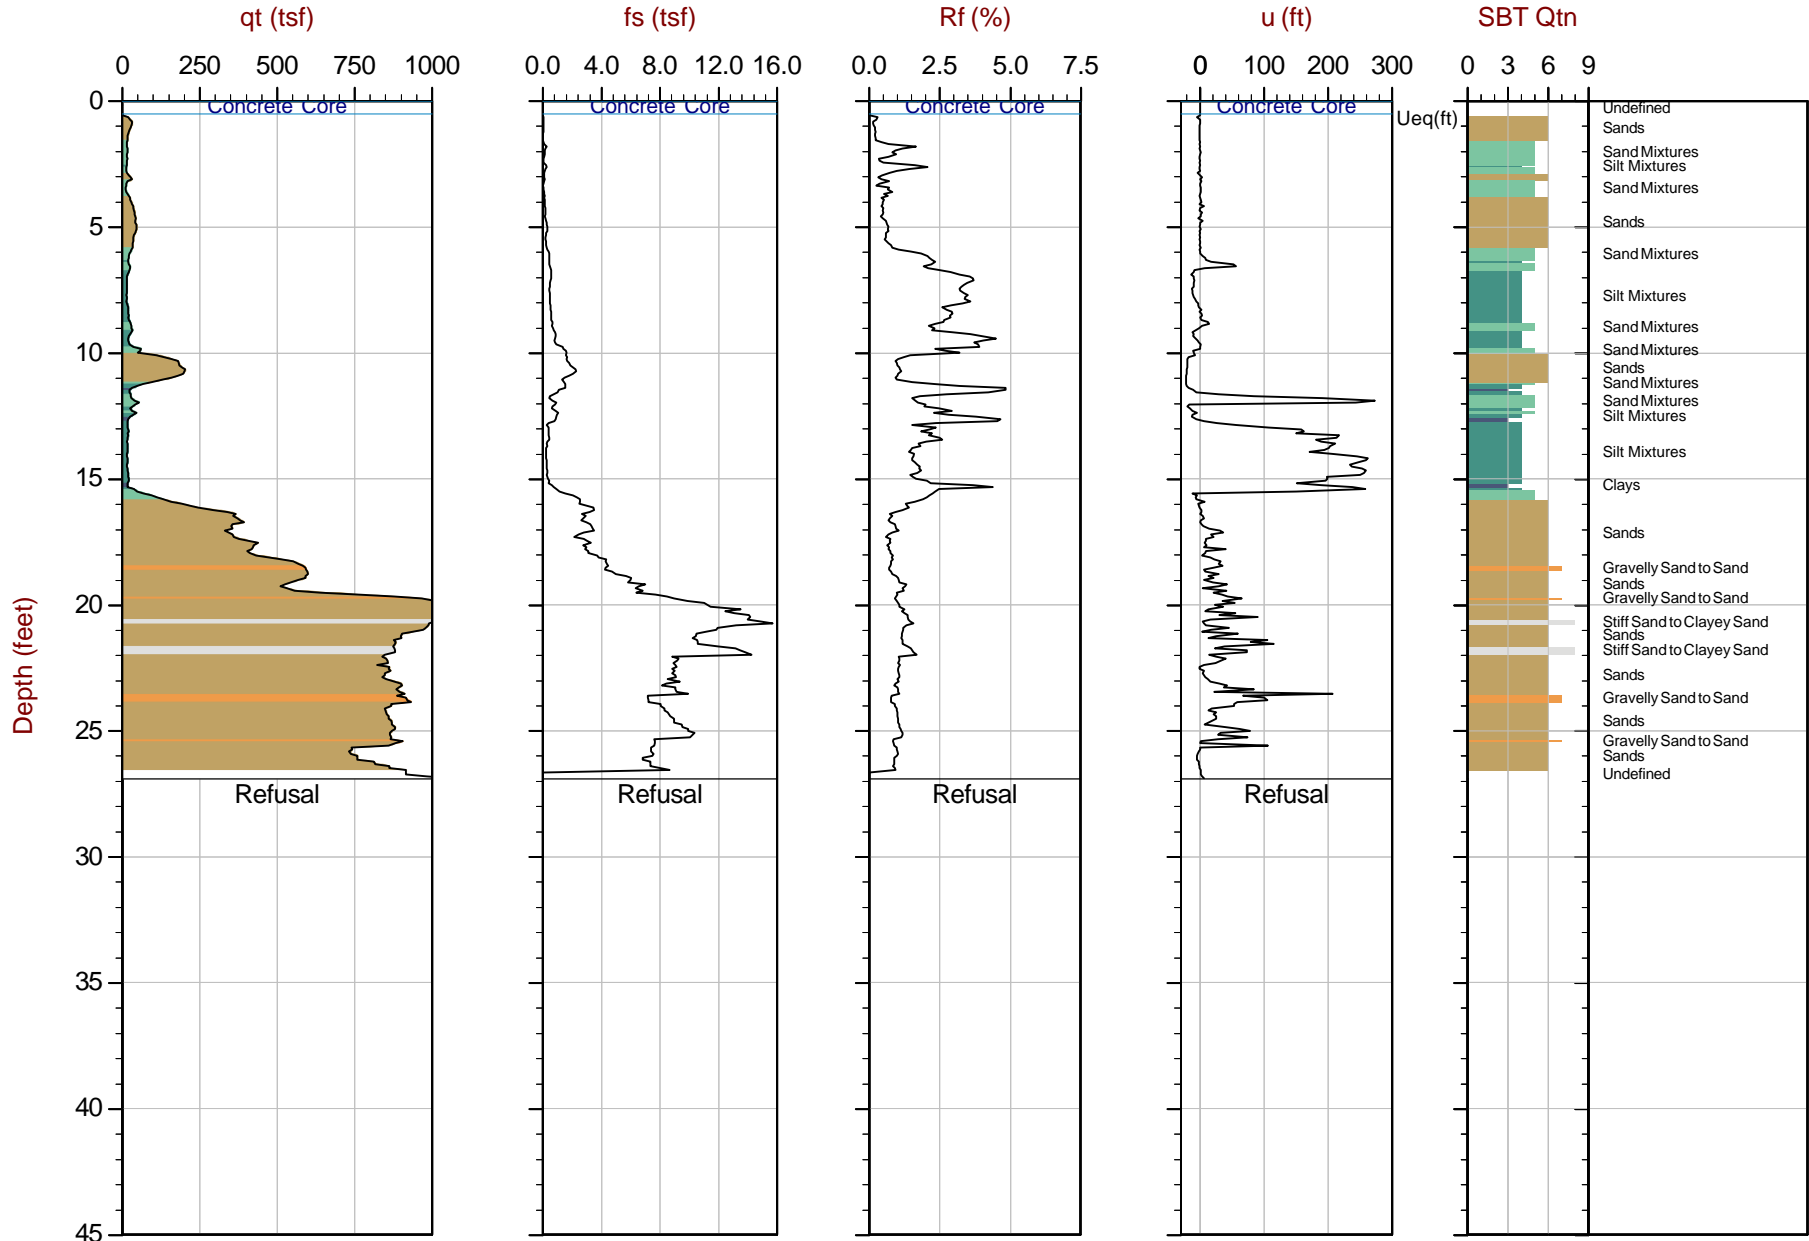 qt (tsf) fs (tsf) Rf (%) u (ft) SBT Qtn
0 250 500 750 1000 0.0 4.0 8.0 12.0 16.0 0.0 2.5 5.0 7.5 0 100 200 300 0 3 6 9
0 Concrete Core Concrete Core Concrete Core Concrete Core Undefined
Ueq(ft)
Sands
Sand Mixtures
Silt Mixtures
Sand Mixtures
5 Sands
Sand Mixtures
Silt Mixtures
Sand Mixtures
10 Sand Mixtures
Sands
Sand Mixtures
Sand Mixtures
Silt Mixtures
Silt Mixtures
15 Clays
Sands
Gravelly Sand to Sand
Sands
Gravelly Sand to Sand
20
Stiff Sand to Clayey Sand
Sands
Stiff Sand to Clayey Sand
Sands
Gravelly Sand to Sand
Depth (feet)
Sands
25
Gravelly Sand to Sand
Sands
Undefined
Refusal Refusal Refusal Refusal
30
35
40
45